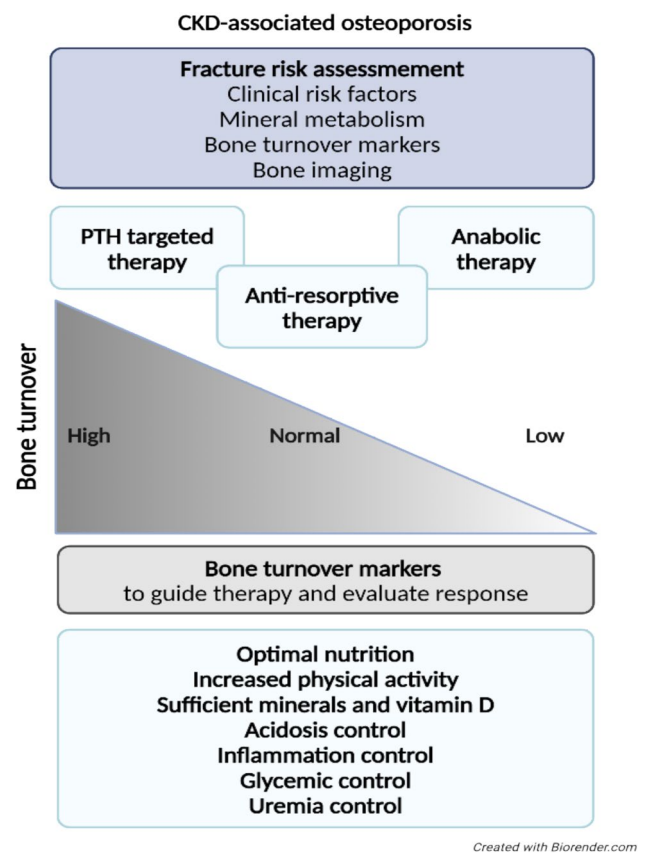 CKD-associated osteoporosis
Fracture risk assessmement
Clinical risk factors
Mineral metabolism
Bone turnover markers
Bone imaging
PTH targeted
therapy
Anabolic
therapy
Anti-resorptive
therapy
Bone turnover
High
Normal
Low
Bone turnover markers
to guide therapy and evaluate response
Optimal nutrition
Increased physical activity
Sufficient minerals and vitamin D
Acidosis control
Inflammation control
Glycemic control
Uremia control
Created with Biorender.com